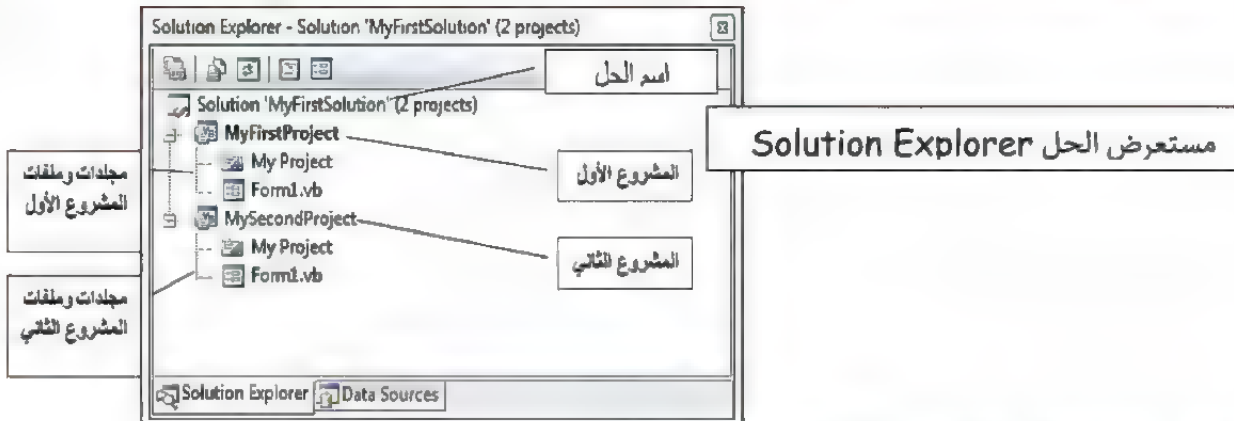 Solution Explorer - Solution 'MyFirstSolution' (2 projects)
اسم الحل
Solution 'MyFirstSolution' (2 projects)
مستعرض الحل Solution Explorer
MyFirstProject
My Project
Form1.vb
المشروع الأول
مجلدات وملفات
المشروع الأول
MySecondProject
My Project
Form1.vb
المشروع الثاني
مجلدات وملفات
المشروع الثاني
Solution Explorer
Data Sources